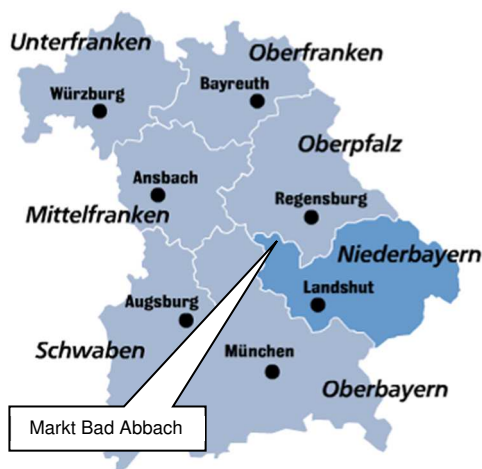 Unterfranken
Oberfranken
Würzburg
Bayreuth
Oberpfalz
Ansbach
Regensburg
Mittelfranken
Niederbayern
Landshut
Augsburg
Schwaben
München
Oberbayern
Markt Bad Abbach